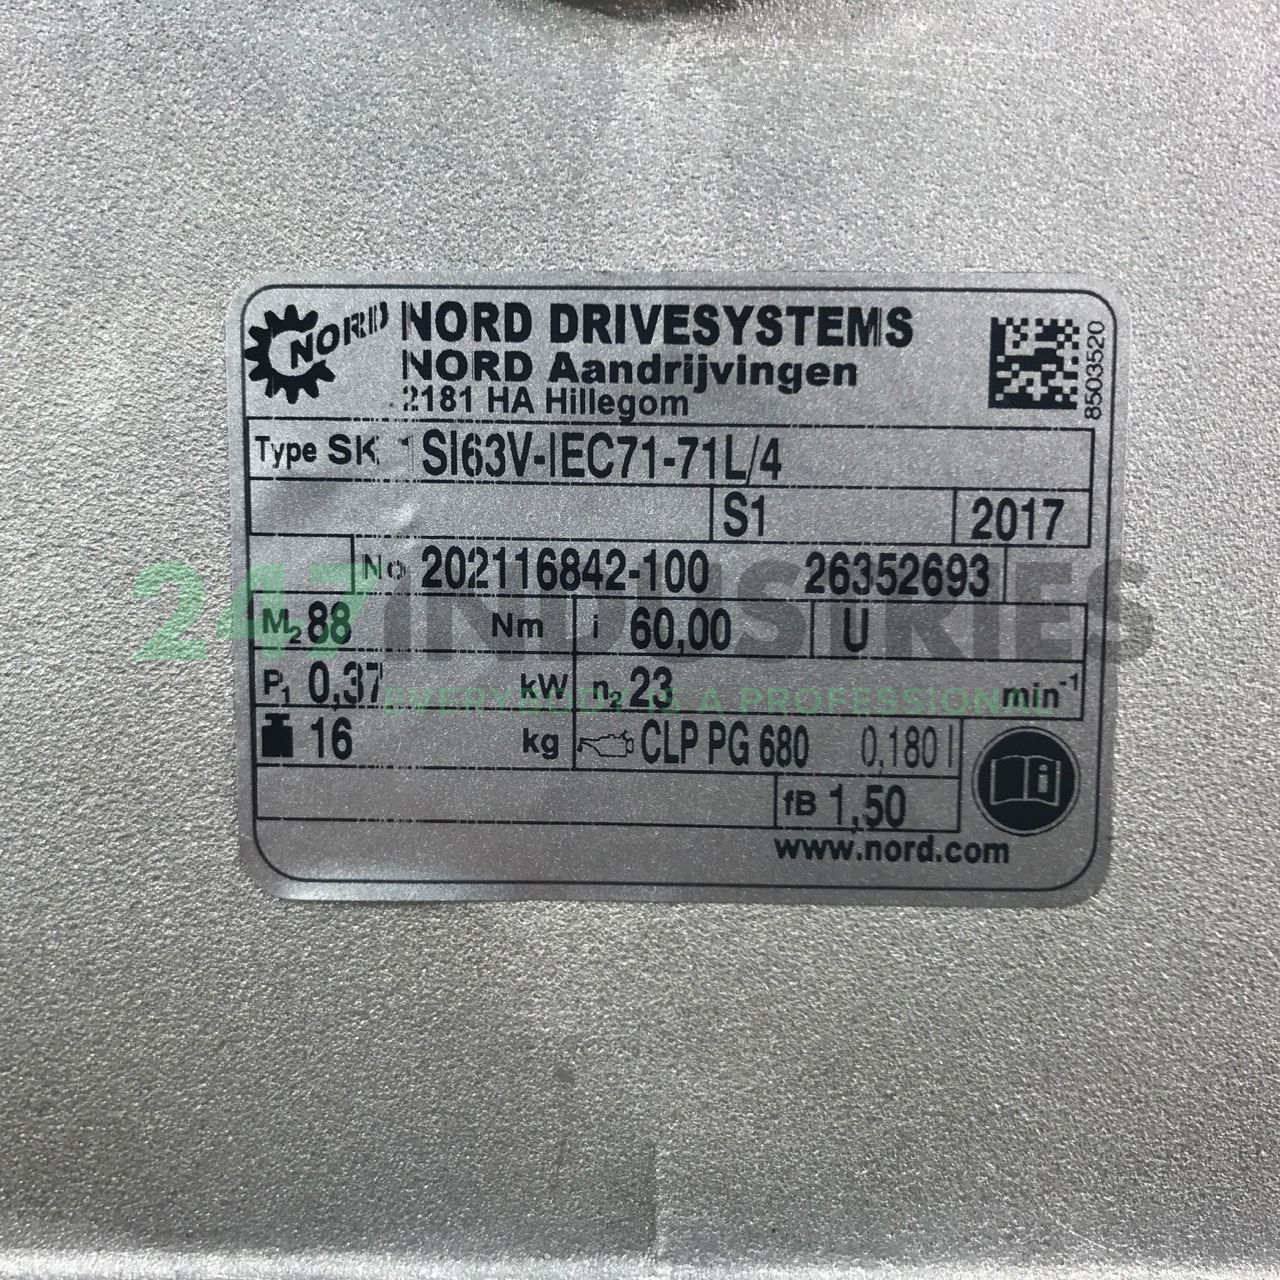 NORD NORD DRIVESYSTEMS
NORD Aandrijvingen
2181 HA Hillegom
8503520
Type SK 1SI63V-IEC71-71L/4
S1 2017
No 202116842-100 26352693
M2 88 Nm i 60,00 U
P1 0,37 kW n2 23 min-1
16 kg CLP PG 680 0,180 l
fB 1,50
www.nord.com
247 INDUSTRIES
EVERYBODY IS A PROFESSIONAL